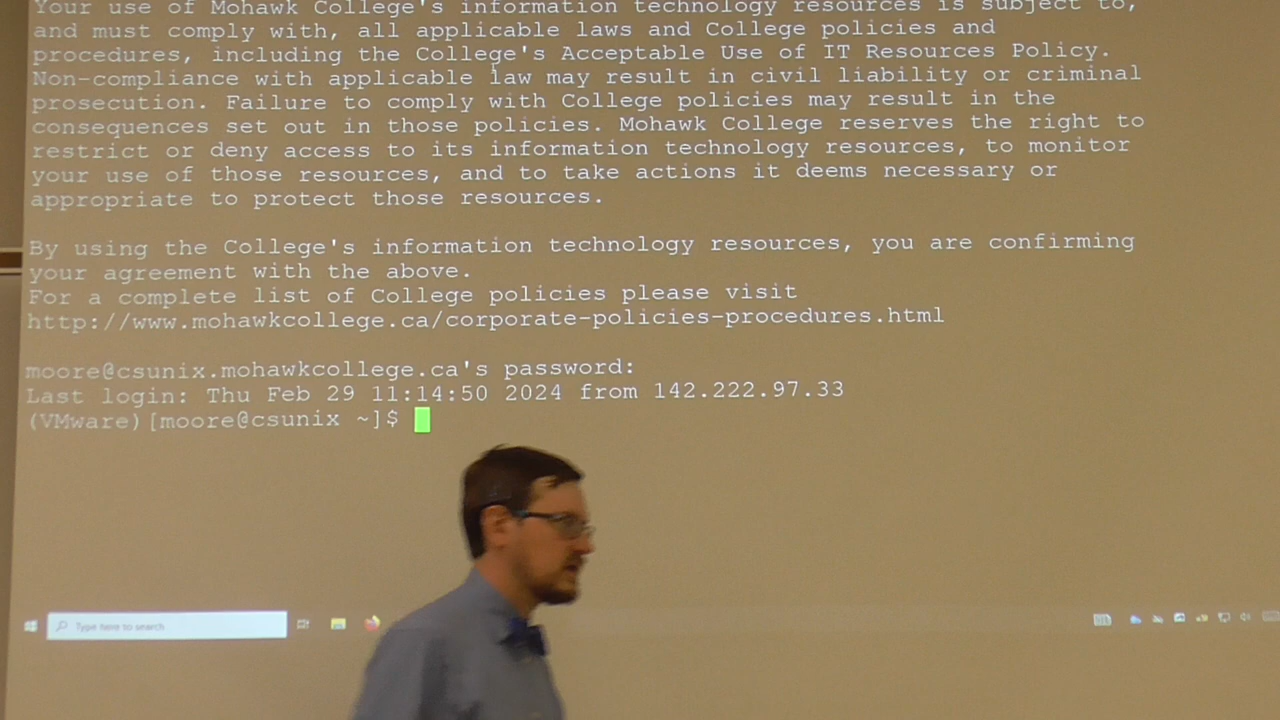 Your use of Mohawk College's information technology resources is subject to,
and must comply with, all applicable laws and College policies and
procedures, including the College's Acceptable Use of IT Resources Policy.
Non-compliance with applicable law may result in civil liability or criminal
prosecution. Failure to comply with College policies may result in the
consequences set out in those policies. Mohawk College reserves the right to
restrict or deny access to its information technology resources, to monitor
your use of those resources, and to take actions it deems necessary or
appropriate to protect those resources.
By using the College's information technology resources, you are confirming
your agreement with the above.
For a complete list of College policies please visit
http://www.mohawkcollege.ca/corporate-policies-procedures.html
moore@csunix.mohawkcollege.ca's password:
Last login: Thu Feb 29 11:14:50 2024 from 142.222.97.33
(VMware)[moore@csunix ~]$
Type here to search